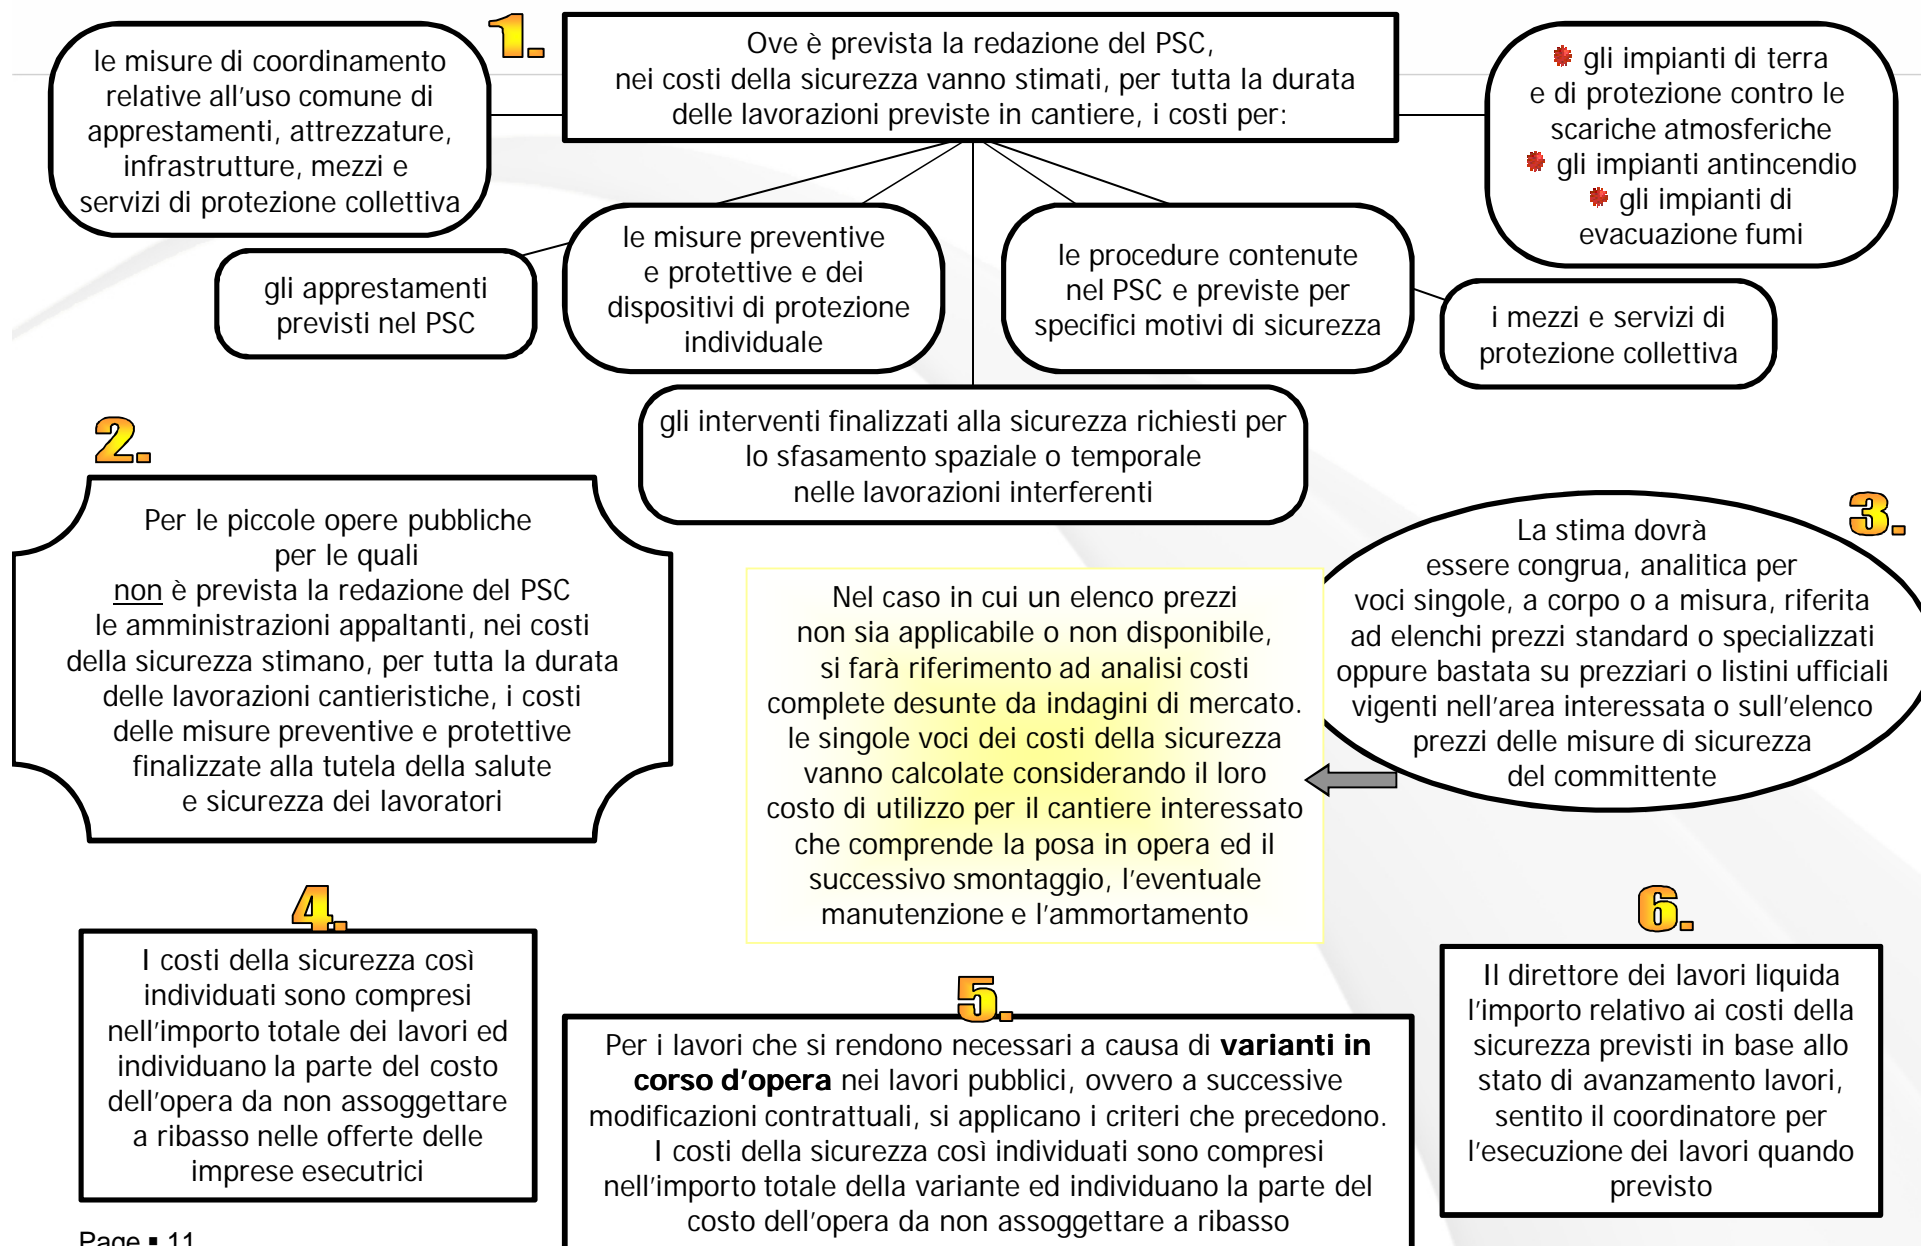 1.
Ove è prevista la redazione del PSC,
nei costi della sicurezza vanno stimati, per tutta la durata
delle lavorazioni previste in cantiere, i costi per:
le misure di coordinamento
relative all'uso comune di
apprestamenti, attrezzature,
infrastrutture, mezzi e
servizi di protezione collettiva
gli apprestamenti
previsti nel PSC
le misure preventive
e protettive e dei
dispositivi di protezione
individuale
gli interventi finalizzati alla sicurezza richiesti per
lo sfasamento spaziale o temporale
nelle lavorazioni interferenti
le procedure contenute
nel PSC e previste per
specifici motivi di sicurezza
i mezzi e servizi di
protezione collettiva
gli impianti di terra
e di protezione contro le
scariche atmosferiche
gli impianti antincendio
gli impianti di
evacuazione fumi
2.
Per le piccole opere pubbliche
per le quali
non è prevista la redazione del PSC
le amministrazioni appaltanti, nei costi
della sicurezza stimano, per tutta la durata
delle lavorazioni cantieristiche, i costi
delle misure preventive e protettive
finalizzate alla tutela della salute
e sicurezza dei lavoratori
3.
La stima dovrà
essere congrua, analitica per
voci singole, a corpo o a misura, riferita
ad elenchi prezzi standard o specializzati
oppure bastata su prezziari o listini ufficiali
vigenti nell'area interessata o sull'elenco
prezzi delle misure di sicurezza
del committente
Nel caso in cui un elenco prezzi
non sia applicabile o non disponibile,
si farà riferimento ad analisi costi
complete desunte da indagini di mercato.
le singole voci dei costi della sicurezza
vanno calcolate considerando il loro
costo di utilizzo per il cantiere interessato
che comprende la posa in opera ed il
successivo smontaggio, l'eventuale
manutenzione e l'ammortamento
4.
I costi della sicurezza così
individuati sono compresi
nell'importo totale dei lavori ed
individuano la parte del costo
dell'opera da non assoggettare
a ribasso nelle offerte delle
imprese esecutrici
5.
Per i lavori che si rendono necessari a causa di varianti in
corso d'opera nei lavori pubblici, ovvero a successive
modificazioni contrattuali, si applicano i criteri che precedono.
I costi della sicurezza così individuati sono compresi
nell'importo totale della variante ed individuano la parte del
costo dell'opera da non assoggettare a ribasso
6.
Il direttore dei lavori liquida
l'importo relativo ai costi della
sicurezza previsti in base allo
stato di avanzamento lavori,
sentito il coordinatore per
l'esecuzione dei lavori quando
previsto
Page ▪ 11